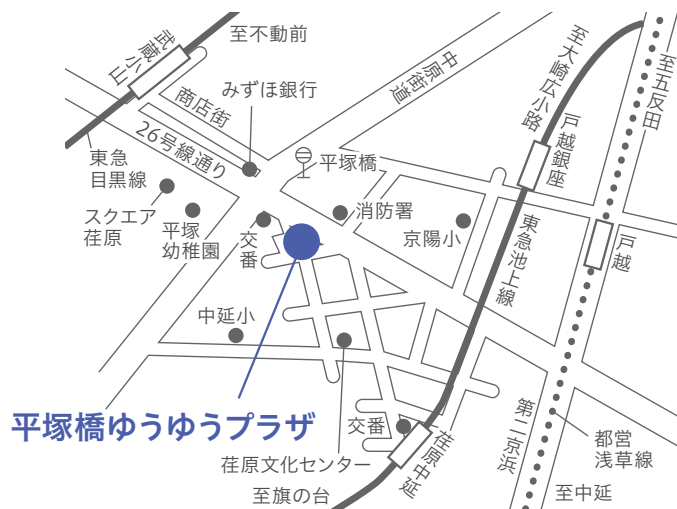 至不動前
武蔵小山
みずほ銀行
商店街
26号線通り
中原街道
至大崎広小路
至五反田
戸越銀座
東急
目黒線
平塚橋
スクエア
荏原
平塚
幼稚園
交番
消防署
京陽小
東急池上線
戸越
中延小
平塚橋ゆうゆうプラザ
交番
荏原文化センター
荏原中延
第二京浜
都営
浅草線
至旗の台
至中延